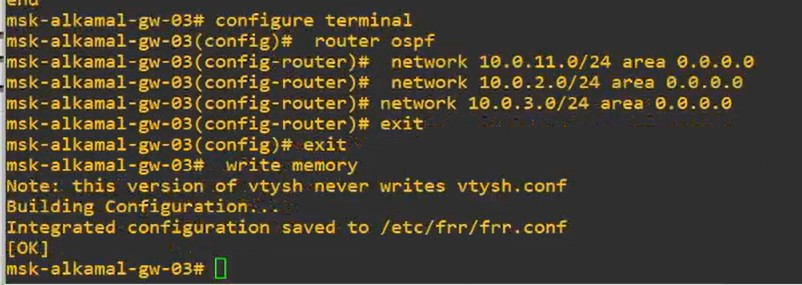 end
msk-alkamal-gw-03# configure terminal
msk-alkamal-gw-03(config)#  router ospf
msk-alkamal-gw-03(config-router)#  network 10.0.11.0/24 area 0.0.0.0
msk-alkamal-gw-03(config-router)#  network 10.0.2.0/24 area 0.0.0.0
msk-alkamal-gw-03(config-router)# network 10.0.3.0/24 area 0.0.0.0
msk-alkamal-gw-03(config-router)# exit
msk-alkamal-gw-03(config)# exit
msk-alkamal-gw-03#  write memory
Note: this version of vtysh never writes vtysh.conf
Building Configuration...
Integrated configuration saved to /etc/frr/frr.conf
[OK]
msk-alkamal-gw-03#